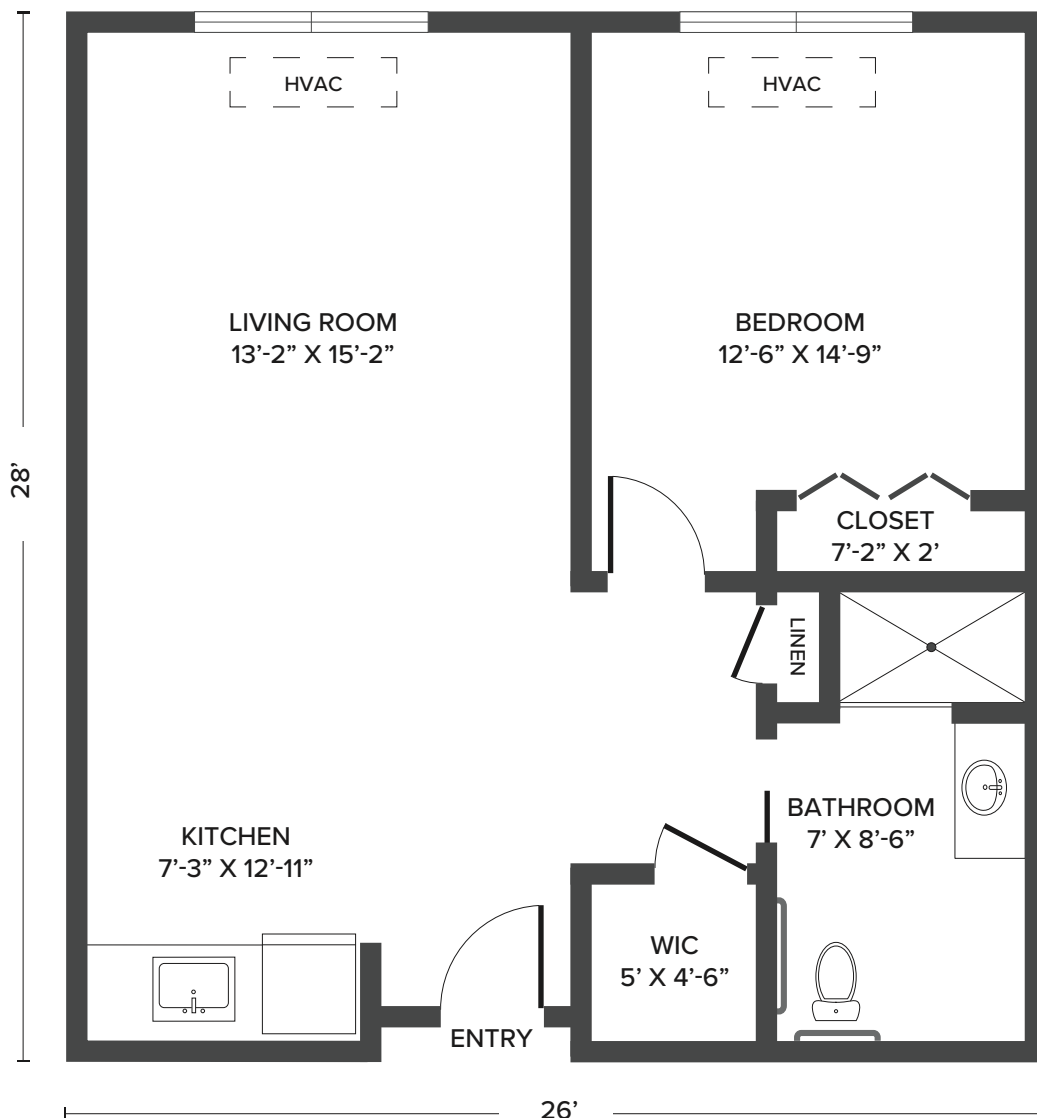 HVAC
HVAC
LIVING ROOM
13’-2” X 15’-2”
BEDROOM
12’-6” X 14’-9”
28’
CLOSET
7’-2” X 2’
LINEN
BATHROOM
7’ X 8’-6”
KITCHEN
7’-3” X 12’-11”
WIC
5’ X 4’-6”
ENTRY
26’